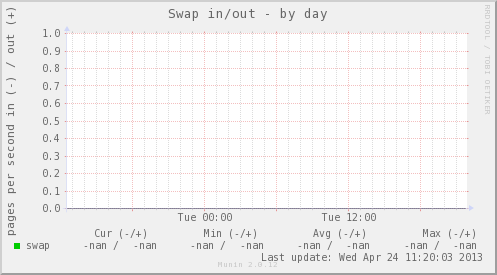 Swap in/out - by day
RRDTOOL / TOBI OETIKER
pages per second in (-) / out (+)
1.0
0.9
0.8
0.7
0.6
0.5
0.4
0.3
0.2
0.1
0.0
Tue 00:00 Tue 12:00
Cur (-/+) Min (-/+) Avg (-/+) Max (-/+)
swap -nan / -nan -nan / -nan -nan / -nan -nan / -nan
Last update: Wed Apr 24 11:20:03 2013
Munin 2.0.12